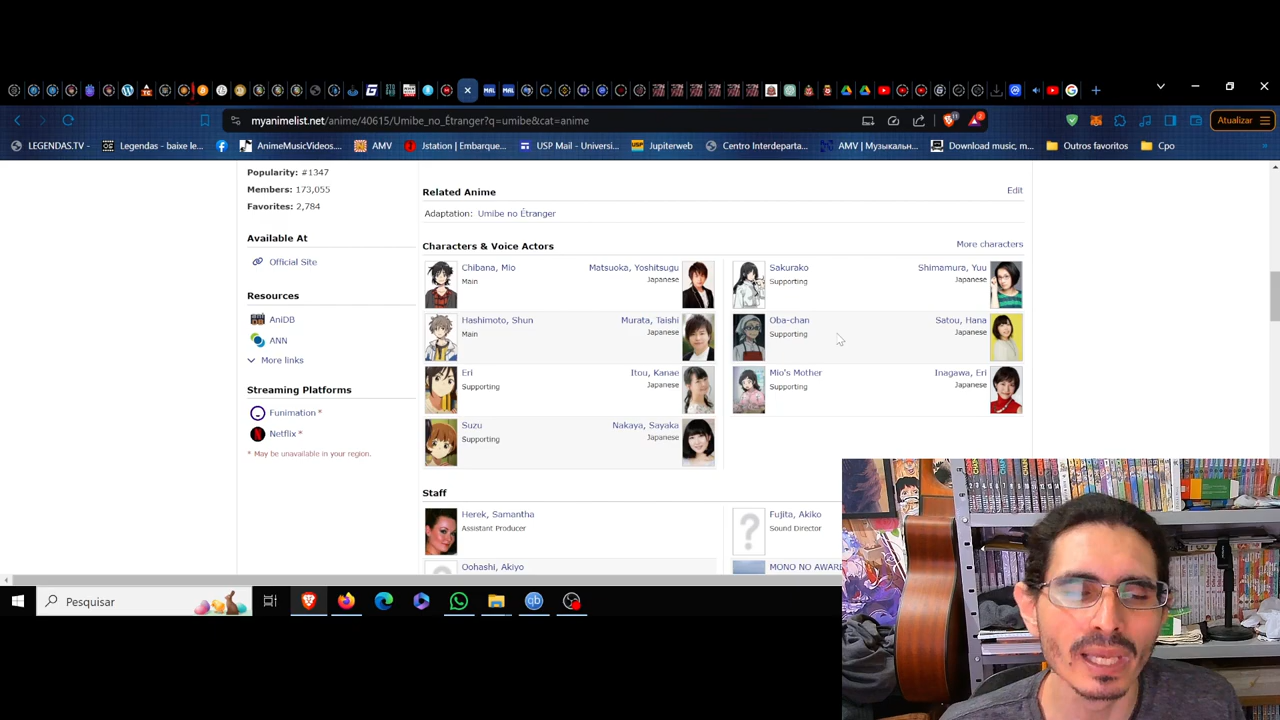 myanimelist.net/anime/40615/Umibe_no_Étranger?q=umibe&cat=anime
Atualizar
LEGENDAS.TV - Legendas - baixe le... AnimeMusicVideos.... AMV Jstation | Embarque... USP Mail - Universi... Jupiterweb Centro Interdeparta... AMV | Музыкальн... Download music, m... Outros favoritos Cpo
Popularity: #1347
Members: 173,055
Favorites: 2,784
Available At
Official Site
Resources
AniDB
ANN
More links
Streaming Platforms
Funimation *
Netflix *
* May be unavailable in your region.
Related Anime
Edit
Adaptation: Umibe no Étranger
Characters & Voice Actors
More characters
Chibana, Mio
Main
Matsuoka, Yoshitsugu
Japanese
Sakurako
Supporting
Shimamura, Yuu
Japanese
Hashimoto, Shun
Main
Murata, Taishi
Japanese
Oba-chan
Supporting
Satou, Hana
Japanese
Eri
Supporting
Itou, Kanae
Japanese
Mio's Mother
Supporting
Inagawa, Eri
Japanese
Suzu
Supporting
Nakaya, Sayaka
Japanese
Staff
Herek, Samantha
Assistant Producer
Fujita, Akiko
Sound Director
Oohashi, Akiyo
MONO NO AWAR
Pesquisar